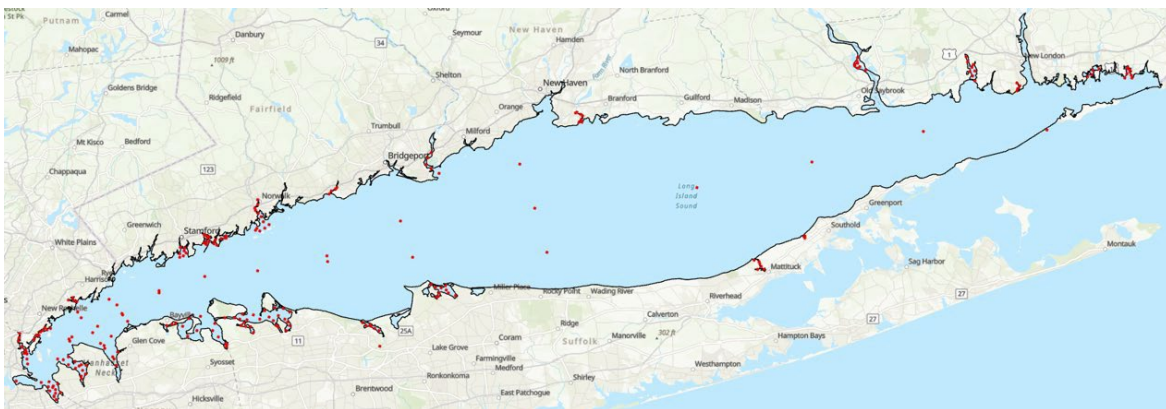 St Pk
Putnam
Carmel
Mahopac
Danbury
1009 ft
34
Seymour
New Haven
Hamden
Shelton
North Branford
New Haven
1
New London
Goldens Bridge
Ridgefield
Fairfield
Orange
Branford
Guilford
Madison
Old Saybrook
Trumbull
Milford
Mt Kisco
Bedford
Bridgeport
Chappaqua
123
Norwalk
Long
Island
Sound
Greenport
Greenwich
Stamford
Southold
White Plains
Montauk
Sag Harbor
Mattituck
Harrison
Miller Place
Rocky Point
Wading River
Riverhead
27
New Rochelle
Bayville
Calverton
27
Glen Cove
11
25A
Ridge
302 ft
Hampton Bays
Coram
Manorville
Suffolk
Syosset
Lake Grove
Manhasset
Neck
Farmingville
Westhampton
Medford
Ronkonkoma
Shirley
Brentwood
East Patchogue
Hicksville